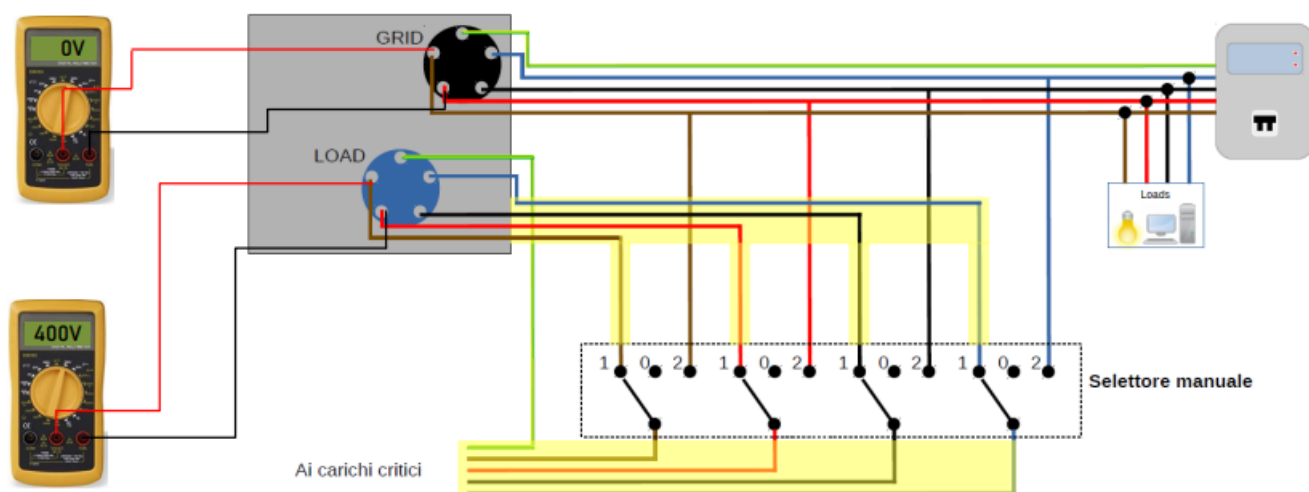 0V
GRID
LOAD
Loads
400V
1 0 2 1 0 2 1 0 2 1 0 2
Selettore manuale
Ai carichi critici